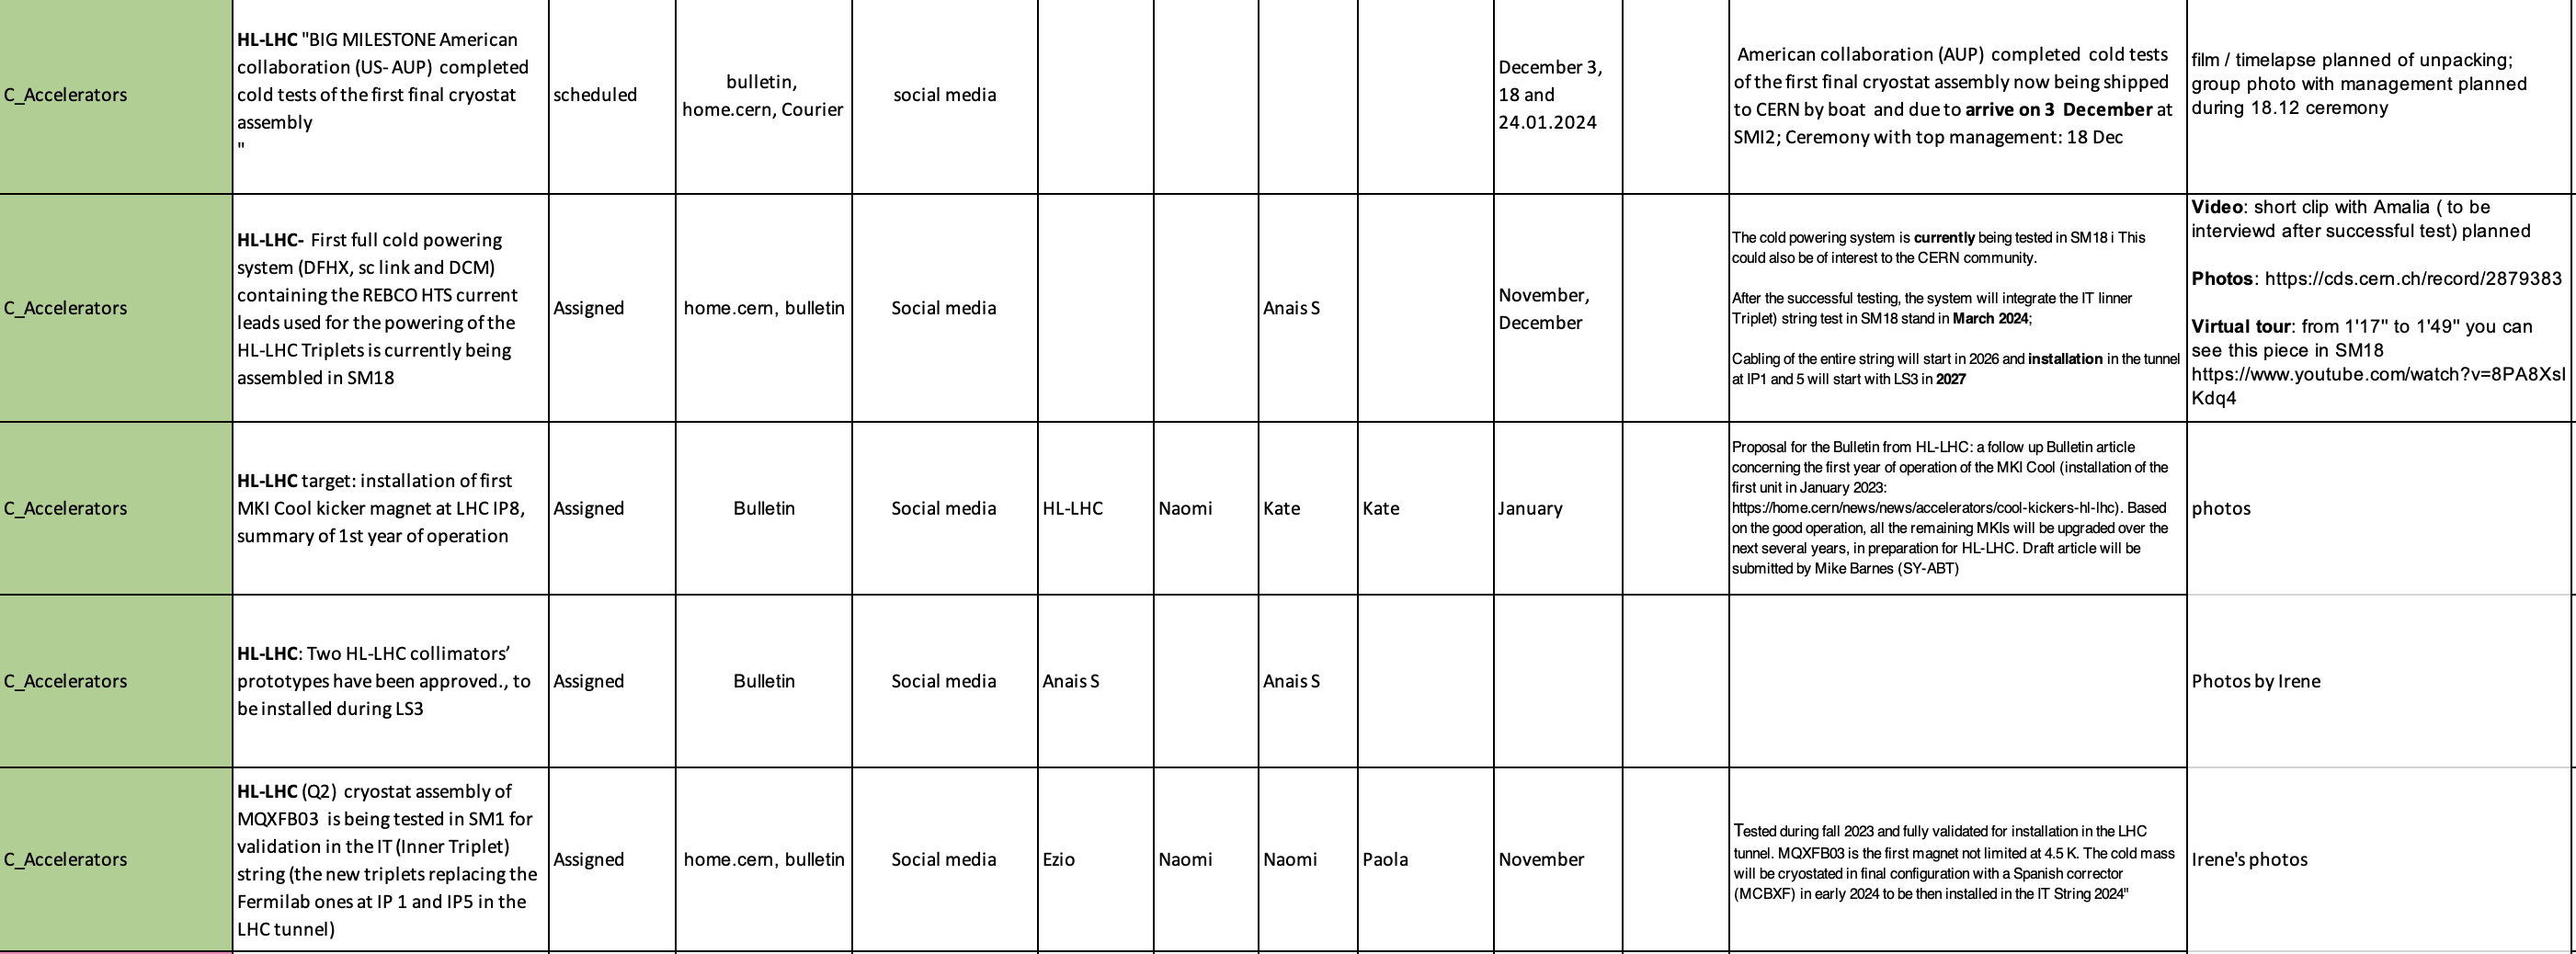 C_Accelerators
HL-LHC "BIG MILESTONE American
collaboration (US- AUP) completed
cold tests of the first final cryostat
assembly
"
scheduled
bulletin,
home.cern, Courier
social media
December 3,
18 and
24.01.2024
American collaboration (AUP) completed cold tests
of the first final cryostat assembly now being shipped
to CERN by boat and due to arrive on 3 December at
SMI2; Ceremony with top management: 18 Dec
film / timelapse planned of unpacking;
group photo with management planned
during 18.12 ceremony
C_Accelerators
HL-LHC- First full cold powering
system (DFHX, sc link and DCM)
containing the REBCO HTS current
leads used for the powering of the
HL-LHC Triplets is currently being
assembled in SM18
Assigned
home.cern, bulletin
Social media
Anais S
November,
December
The cold powering system is currently being tested in SM18 i This
could also be of interest to the CERN community.
After the successful testing, the system will integrate the IT Iinner
Triplet) string test in SM18 stand in March 2024;
Cabling of the entire string will start in 2026 and installation in the tunnel
at IP1 and 5 will start with LS3 in 2027
Video: short clip with Amalia ( to be
interviewd after successful test) planned
Photos: https://cds.cern.ch/record/2879383
Virtual tour: from 1'17" to 1'49" you can
see this piece in SM18
https://www.youtube.com/watch?v=8PA8XsI
Kdq4
C_Accelerators
HL-LHC target: installation of first
MKI Cool kicker magnet at LHC IP8,
summary of 1st year of operation
Assigned
Bulletin
Social media
HL-LHC
Naomi
Kate
Kate
January
Proposal for the Bulletin from HL-LHC: a follow up Bulletin article
concerning the first year of operation of the MKI Cool (installation of the
first unit in January 2023:
https://home.cern/news/news/accelerators/cool-kickers-hl-lhc). Based
on the good operation, all the remaining MKIs will be upgraded over the
next several years, in preparation for HL-LHC. Draft article will be
submitted by Mike Barnes (SY-ABT)
photos
C_Accelerators
HL-LHC: Two HL-LHC collimators’
prototypes have been approved., to
be installed during LS3
Assigned
Bulletin
Social media
Anais S
Anais S
Photos by Irene
C_Accelerators
HL-LHC (Q2) cryostat assembly of
MQXFB03 is being tested in SM1 for
validation in the IT (Inner Triplet)
string (the new triplets replacing the
Fermilab ones at IP 1 and IP5 in the
LHC tunnel)
Assigned
home.cern, bulletin
Social media
Ezio
Naomi
Naomi
Paola
November
Tested during fall 2023 and fully validated for installation in the LHC
tunnel. MQXFB03 is the first magnet not limited at 4.5 K. The cold mass
will be cryostated in final configuration with a Spanish corrector
(MCBXF) in early 2024 to be then installed in the IT String 2024"
Irene's photos